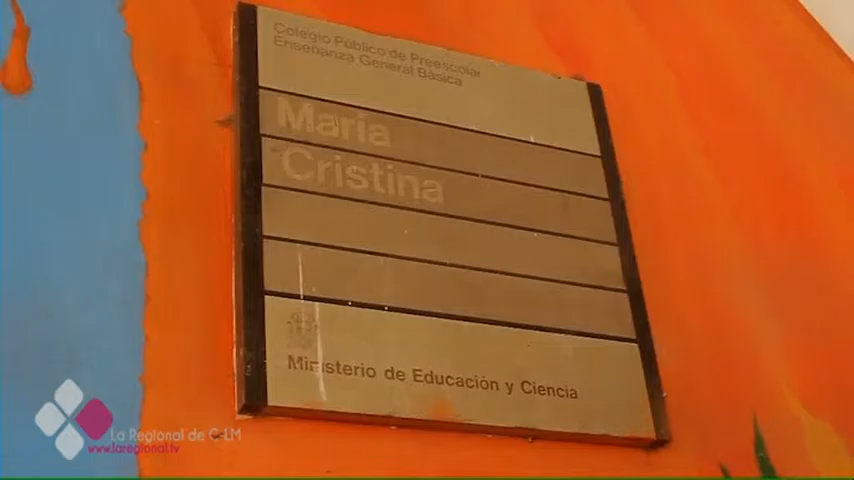 Colegio Público de Preescolar
Enseñanza General Básica
María
Cristina
Ministerio de Educación y Ciencia
La Regional de C-LM
www.laregional.tv